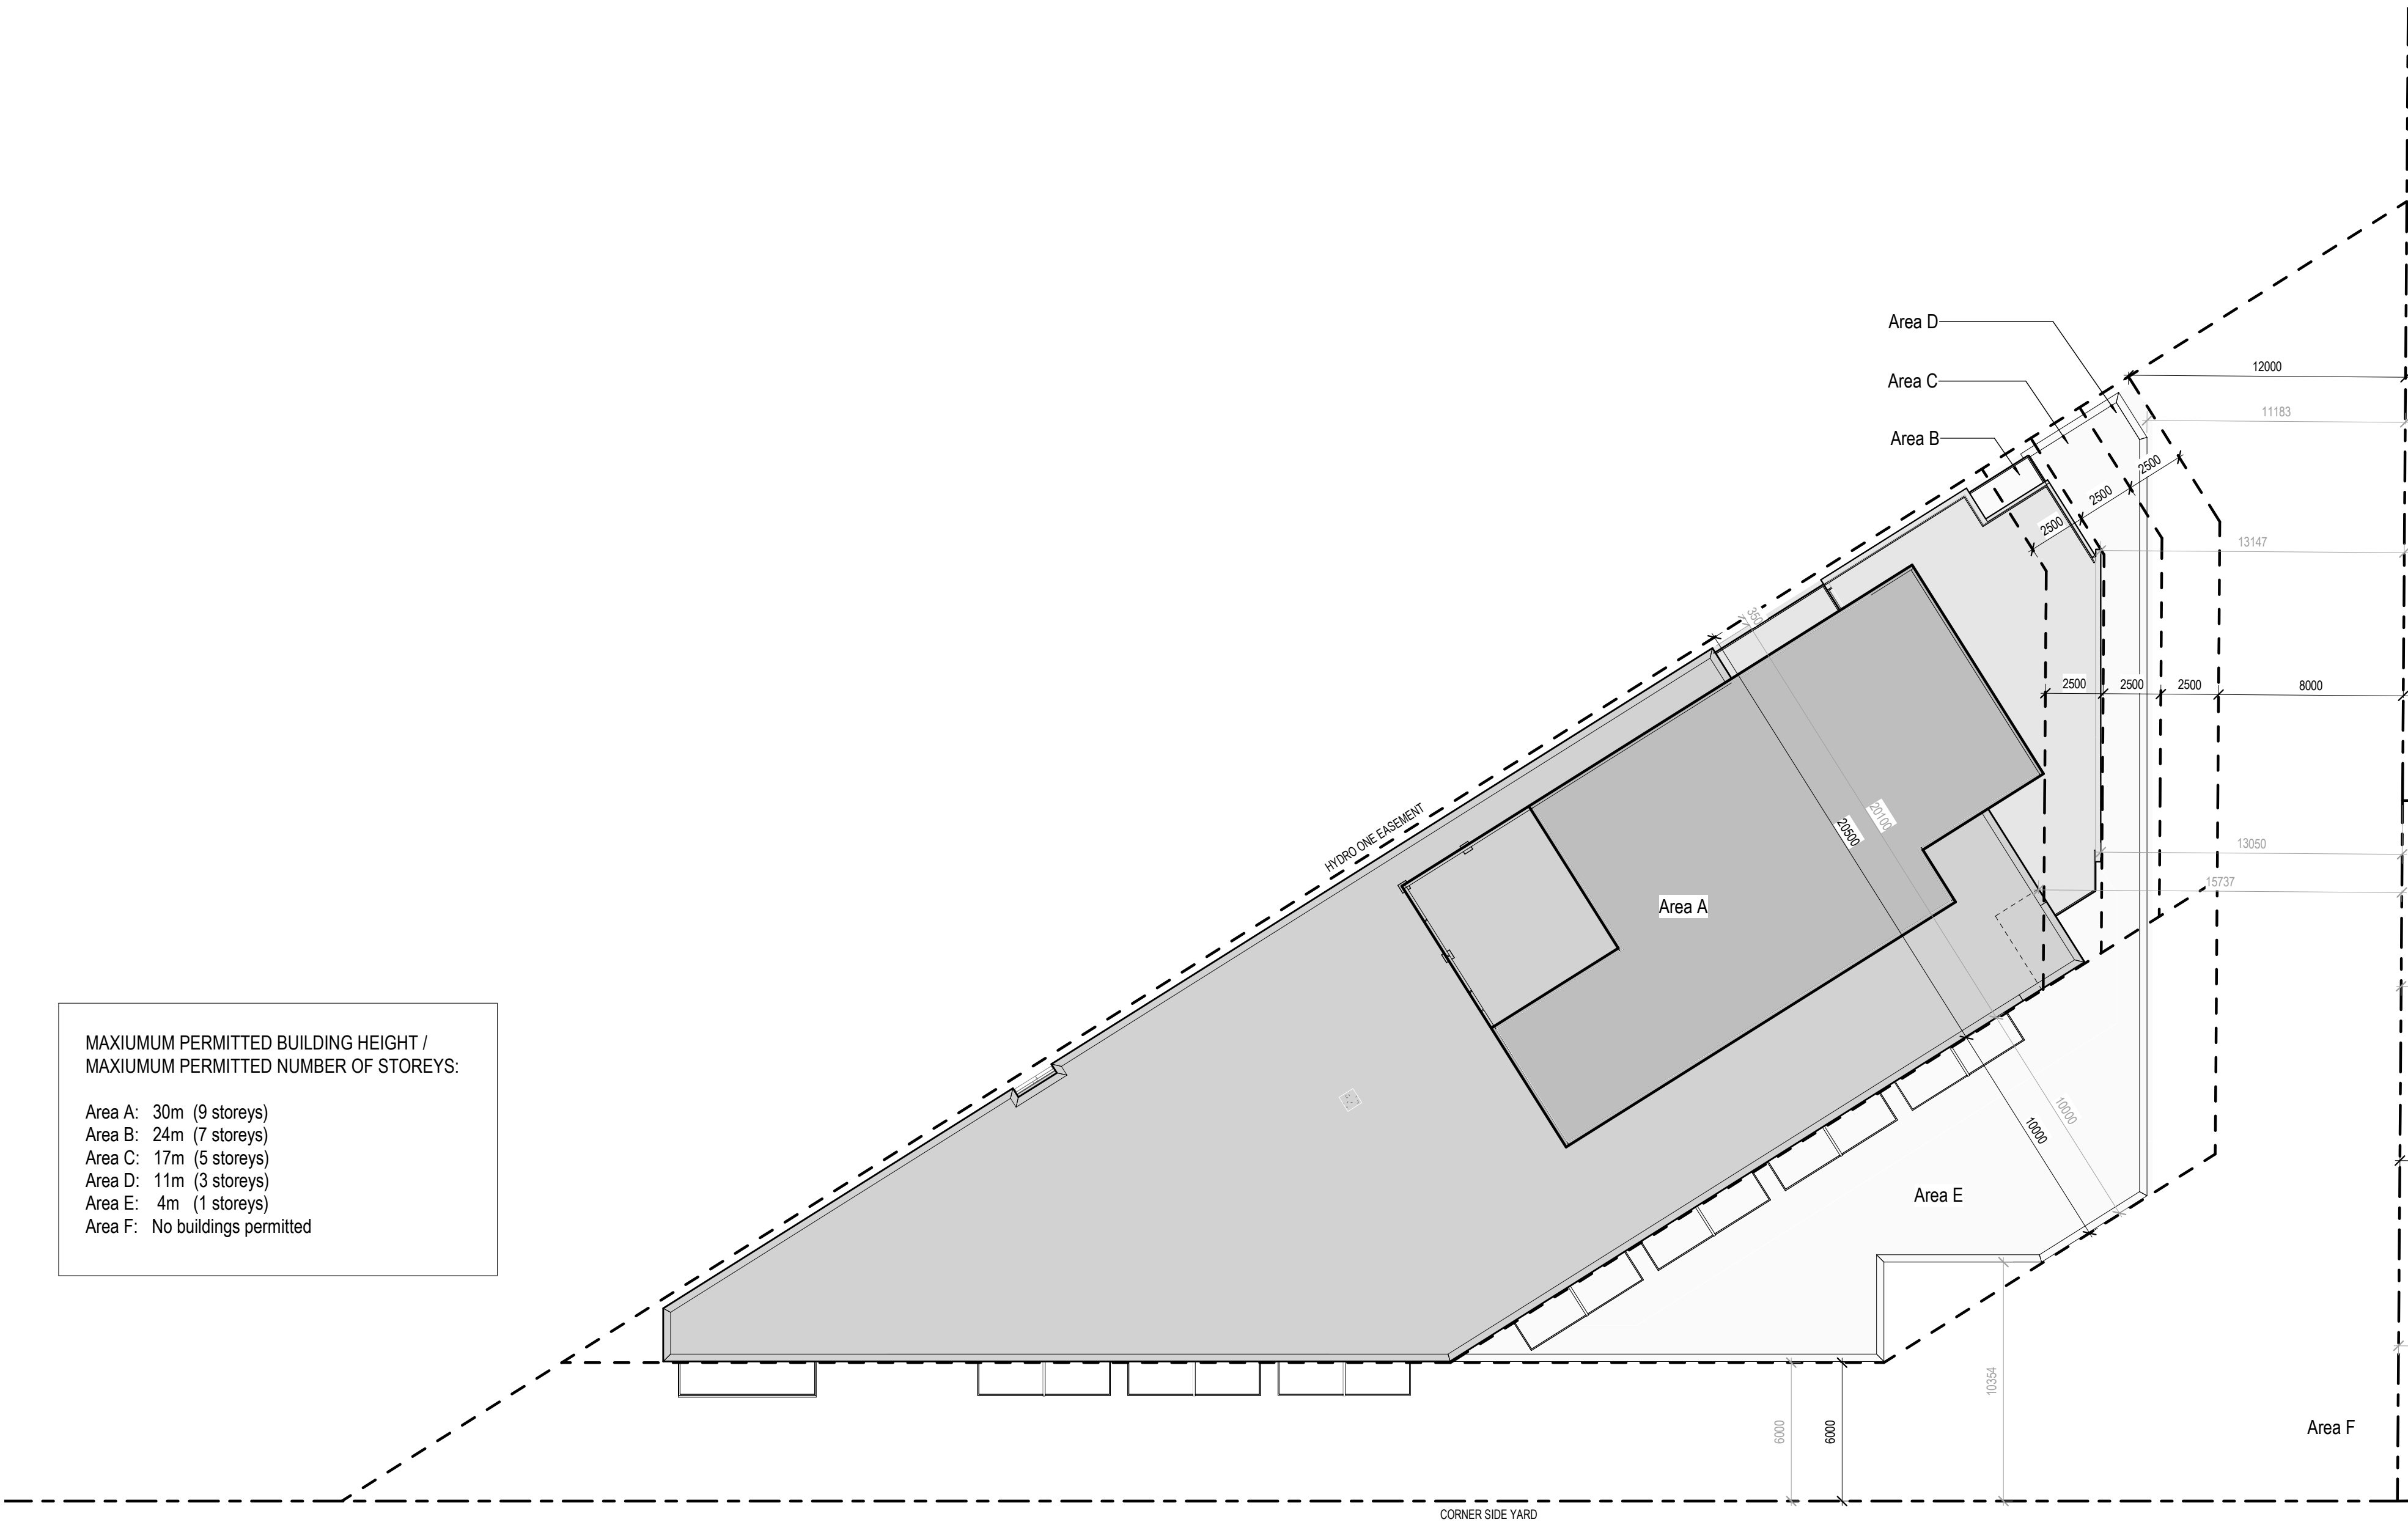 Area D
12000
Area C
11183
Area B
2500
2500
2500
13147
350
2500
2500
2500
8000
HYDRO ONE EASEMENT
20100
20500
13050
15737
Area A
MAXIUMUM PERMITTED BUILDING HEIGHT /
MAXIUMUM PERMITTED NUMBER OF STOREYS:
Area A: 30m (9 storeys)
Area B: 24m (7 storeys)
Area C: 17m (5 storeys)
Area D: 11m (3 storeys)
Area E: 4m (1 storeys)
Area F: No buildings permitted
10000
10000
Area E
10354
6000
6000
Area F
CORNER SIDE YARD